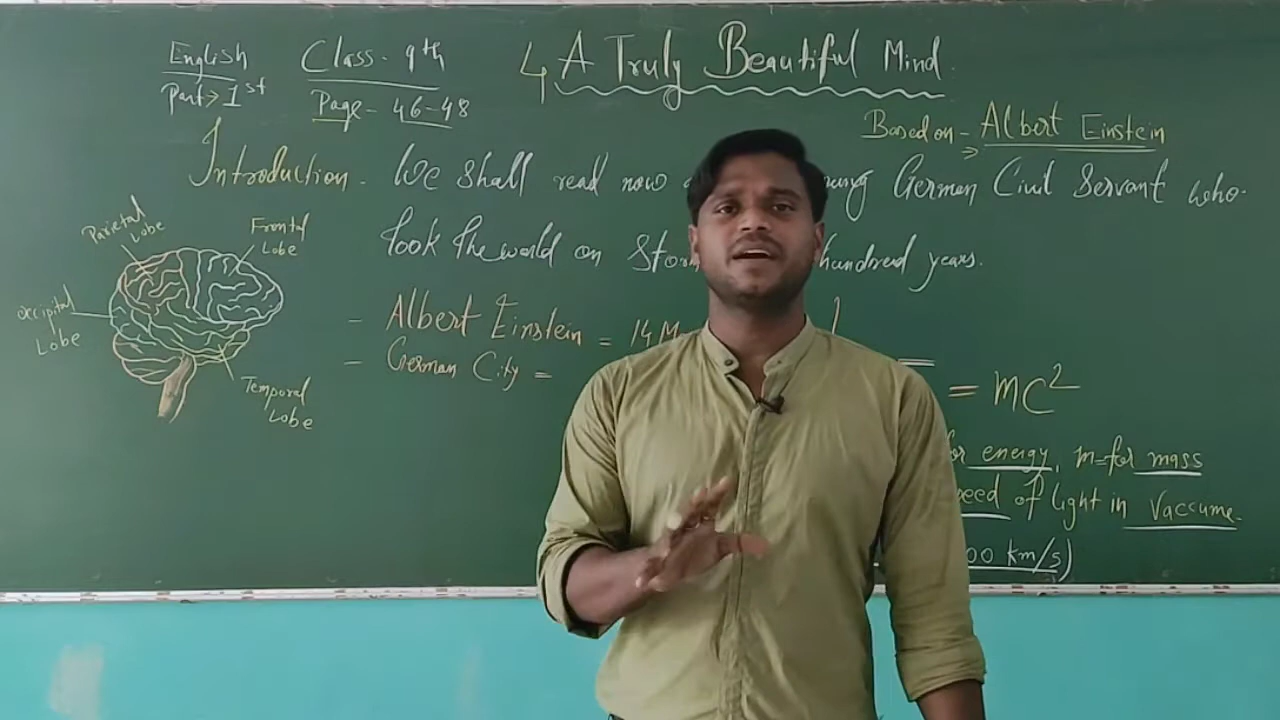 English Class - 9th 4 A Truly Beautiful Mind.
Part > 1st Page - 46-48
Based on - Albert Einstein
Introduction - We shall read now German Civil Servant who
took the world on hundred years.
Parietal Lobe
Frontal Lobe
Occipital Lobe
Temporal Lobe
- Albert Einstein = 14 M
- German City =
= MC²
energy, m=for mass
of light in Vaccume.
00 km/s)